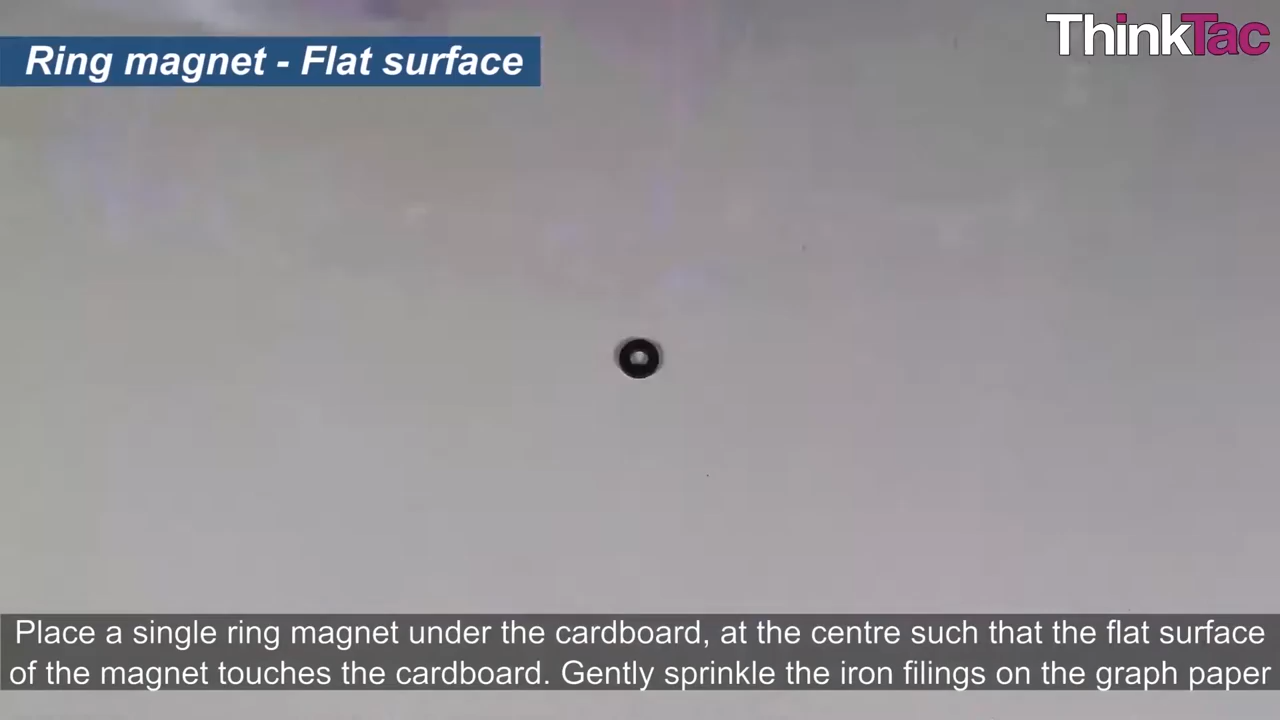 ThinkTac
Ring magnet - Flat surface
Place a single ring magnet under the cardboard, at the centre such that the flat surface
of the magnet touches the cardboard. Gently sprinkle the iron filings on the graph paper